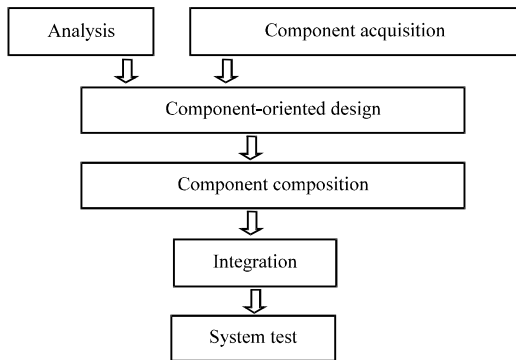 Analysis
Component acquisition
Component-oriented design
Component composition
Integration
System test